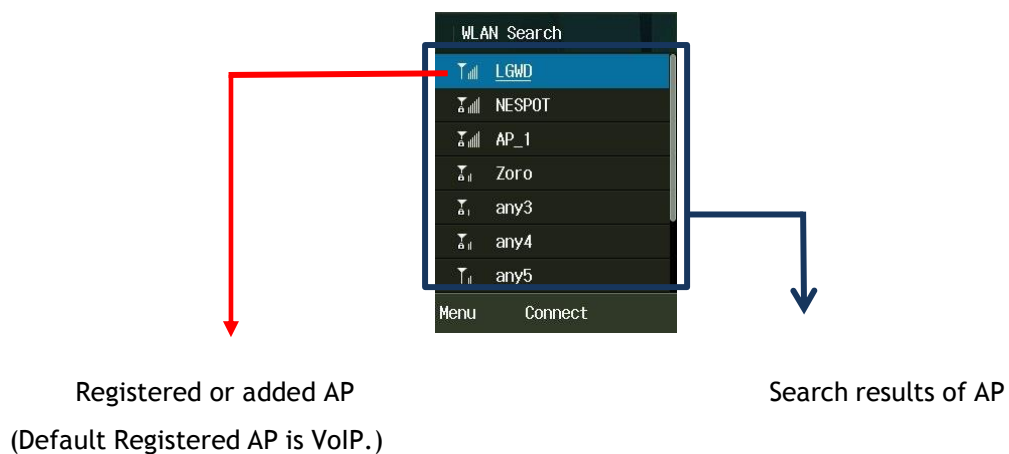 WLAN Search
LGWD
NESPOT
AP_1
Zoro
any3
any4
any5
Menu Connect
Registered or added AP
(Default Registered AP is VoIP.)
Search results of AP